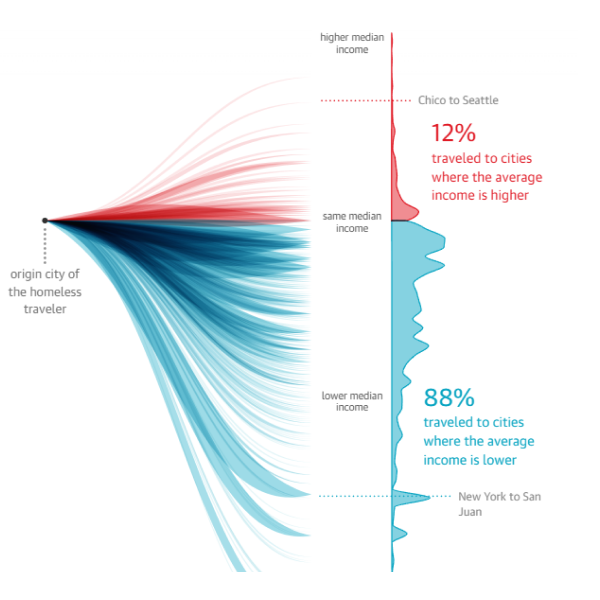 higher median
income
Chico to Seattle
12%
traveled to cities
where the average
income is higher
same median
income
origin city of
the homeless
traveler
lower median
income
88%
traveled to cities
where the average
income is lower
New York to San
Juan